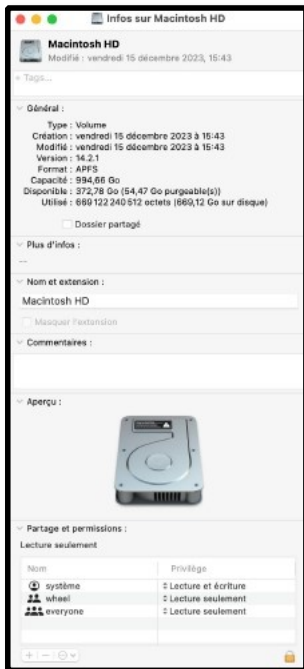 Infos sur Macintosh HD
Macintosh HD
Modifié : vendredi 15 décembre 2023, 15:43
+ Tags...
Général :
Type : Volume
Création : vendredi 15 décembre 2023 à 15:43
Modifié : vendredi 15 décembre 2023 à 15:43
Version : 14.2.1
Format : APFS
Capacité : 994,66 Go
Disponible : 372,78 Go (54,47 Go purgeable(s))
Utilisé : 669 122 240 512 octets (669,12 Go sur disque)
Dossier partagé
Plus d'infos :
--
Nom et extension :
Macintosh HD
Masquer l'extension
Commentaires :
Aperçu :
Partage et permissions :
Lecture seulement
Nom Privilège
système Lecture et écriture
wheel Lecture seulement
everyone Lecture seulement